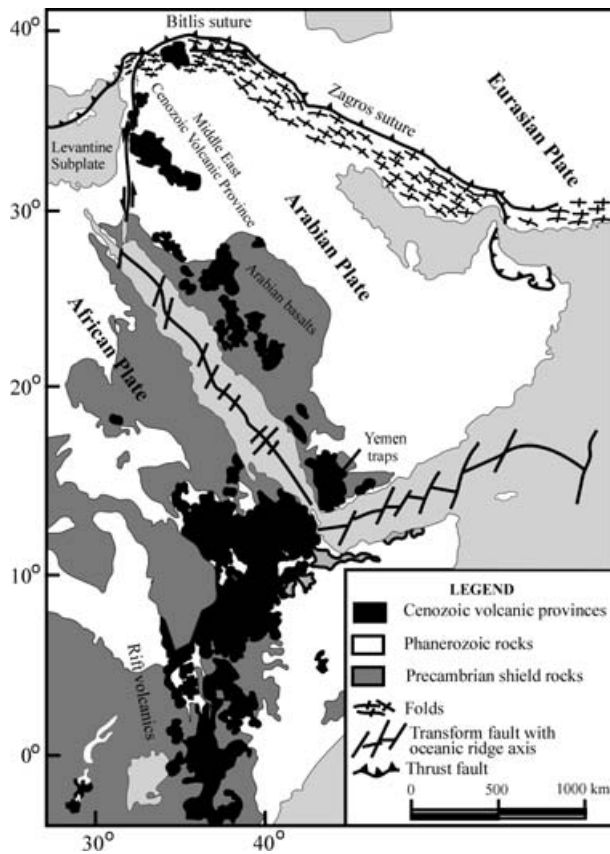 40°
Bitlis suture
Zagros suture
Eurasian Plate
Levantine
Subplate
Middle East
Cenozoic Volcanic Province
30°
Arabian Plate
Arabian basalts
African Plate
20°
Yemen
traps
10°
Rift volcanics
0°
30°
40°
LEGEND
Cenozoic volcanic provinces
Phanerozoic rocks
Precambrian shield rocks
Folds
Transform fault with
oceanic ridge axis
Thrust fault
0 500 1000 km